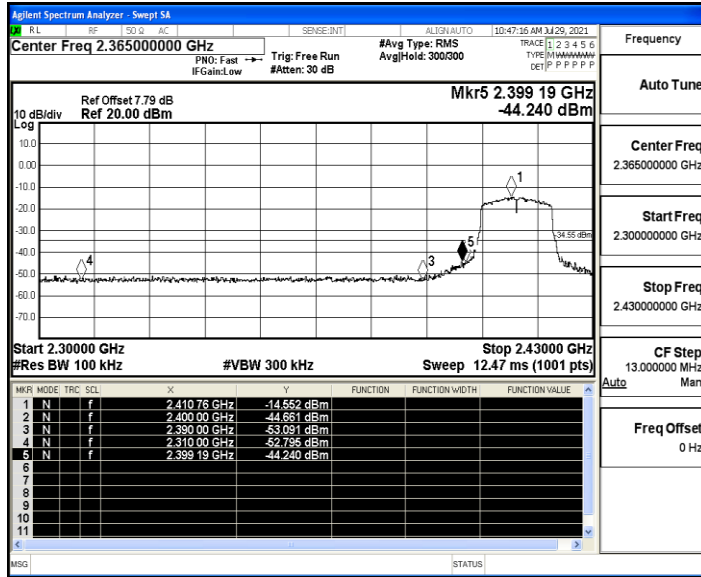 Agilent Spectrum Analyzer - Swept SA
RL RF 50 Ω AC SENSE:INT ALIGN AUTO 10:47:16 AM Jul 29, 2021
Center Freq 2.365000000 GHz
PNO: Fast
IFGain:Low
Trig: Free Run
#Atten: 30 dB
#Avg Type: RMS
Avg|Hold: 300/300
TRACE 1 2 3 4 5 6
TYPE M WWWWW
DET P P P P P P
Frequency
Auto Tune
Center Freq
2.365000000 GHz
Start Freq
2.300000000 GHz
Stop Freq
2.430000000 GHz
CF Step
13.000000 MHz
Auto Man
Freq Offset
0 Hz
Ref Offset 7.79 dB
10 dB/div Ref 20.00 dBm
Log
Mkr5 2.399 19 GHz
-44.240 dBm
10.0
0.00
-10.0
-20.0
-30.0
-40.0
-50.0
-60.0
-70.0
1
-34.55 dBm
5
4
3
Start 2.30000 GHz Stop 2.43000 GHz
#Res BW 100 kHz #VBW 300 kHz Sweep 12.47 ms (1001 pts)
MKR MODE TRC SCL X Y FUNCTION FUNCTION WIDTH FUNCTION VALUE
1 N f 2.410 76 GHz -14.552 dBm
2 N f 2.400 00 GHz -44.661 dBm
3 N f 2.390 00 GHz -53.091 dBm
4 N f 2.310 00 GHz -52.795 dBm
5 N f 2.399 19 GHz -44.240 dBm
6
7
8
9
10
11
MSG STATUS